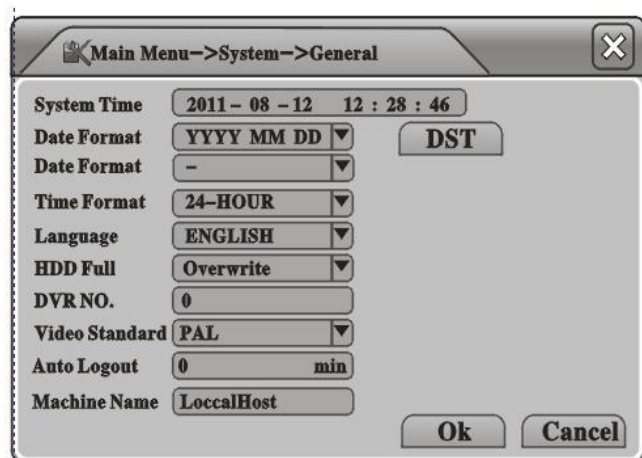 Main Menu->System->General
System Time 2011 - 08 - 12 12 : 28 : 46
Date Format YYYY MM DD DST
Date Format -
Time Format 24-HOUR
Language ENGLISH
HDD Full Overwrite
DVR NO. 0
Video Standard PAL
Auto Logout 0 min
Machine Name LoccalHost
Ok Cancel